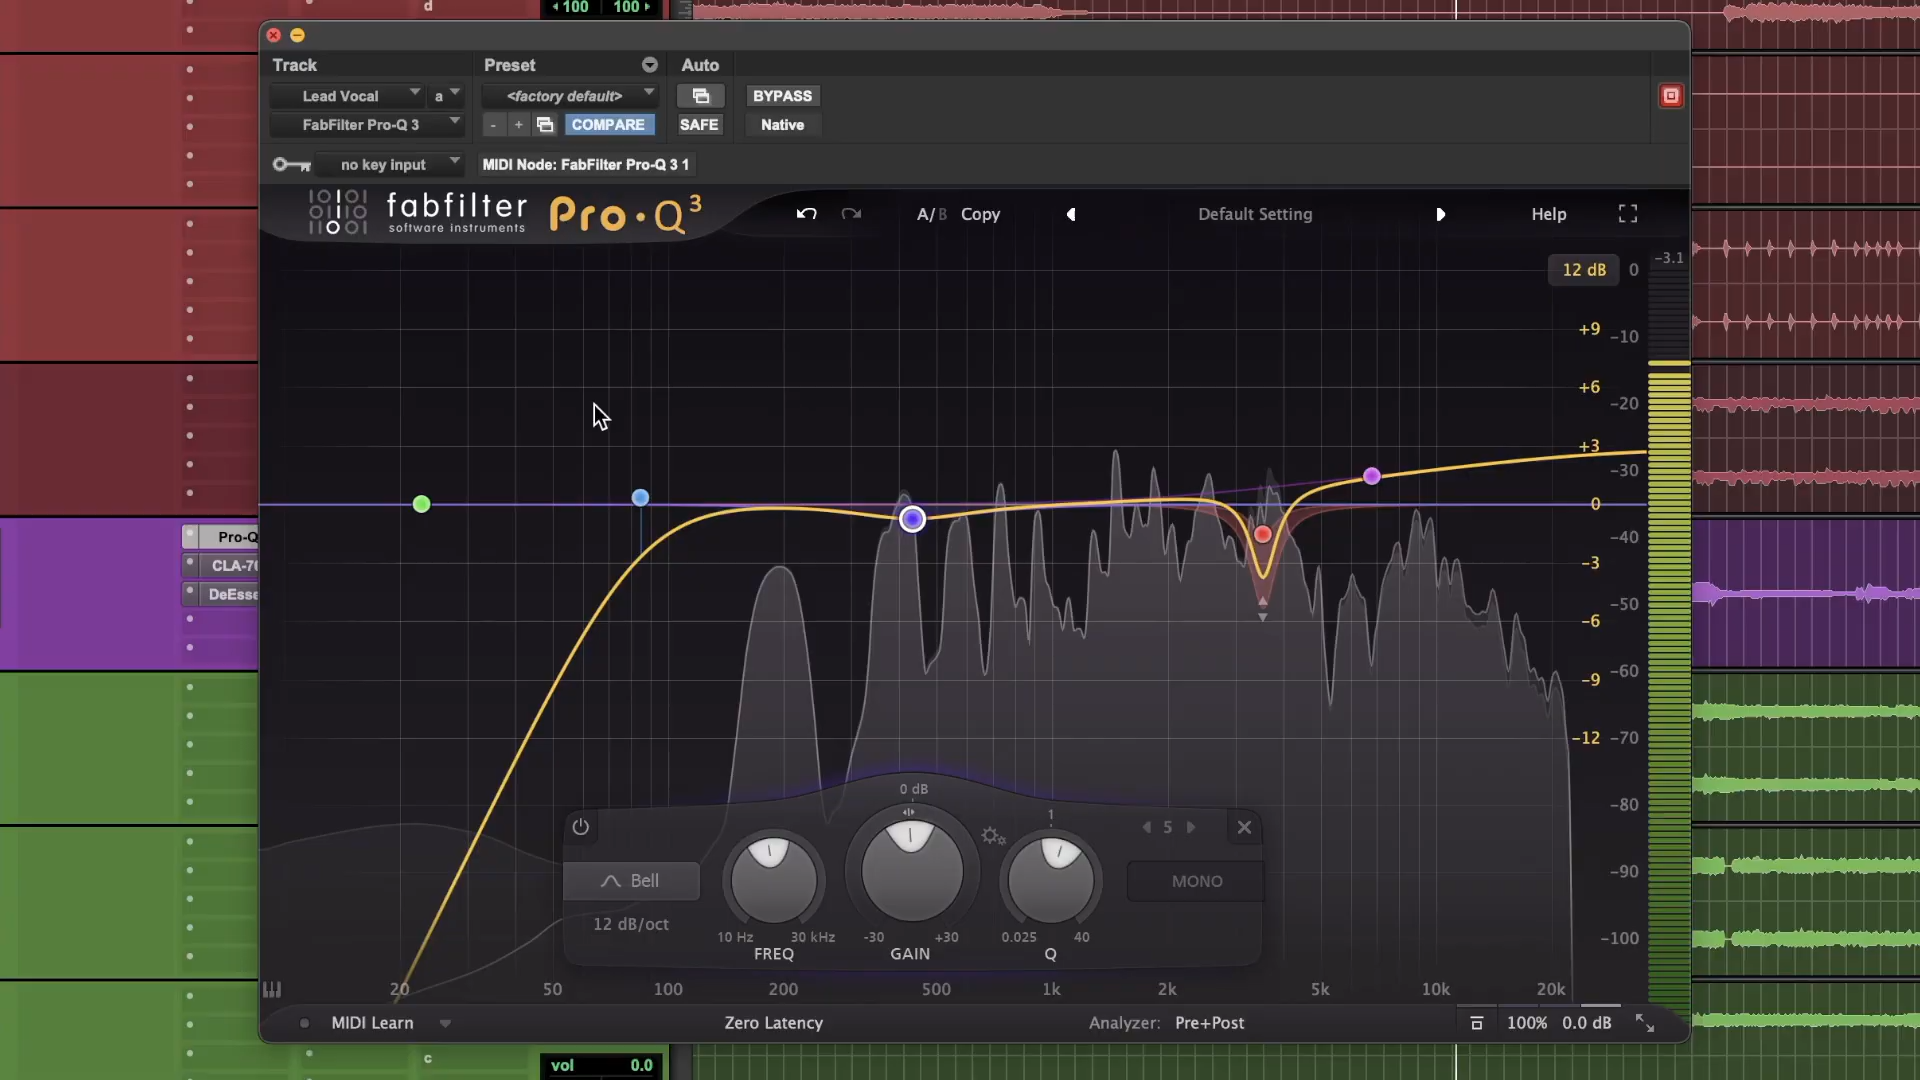 d
100 100
Track Preset Auto
Lead Vocal a <factory default> BYPASS
FabFilter Pro-Q 3 - + COMPARE SAFE Native
no key input MIDI Node: FabFilter Pro-Q 3 1
fabfilter Pro·Q3
software instruments
A/B Copy Default Setting Help
12 dB 0 -3.1
+9 -10
+6 -20
+3 -30
0
Pro-Q
-40
CLA-76
-3
DeEsse
-50
-6
-60
-9
-12 -70
0 dB
-80
1
5
-90
Bell MONO
12 dB/oct
10 Hz 30 kHz -30 +30 0.025 40
-100
FREQ GAIN Q
20 50 100 200 500 1k 2k 5k 10k 20k
MIDI Learn Zero Latency Analyzer: Pre+Post 100% 0.0 dB
c
vol 0.0